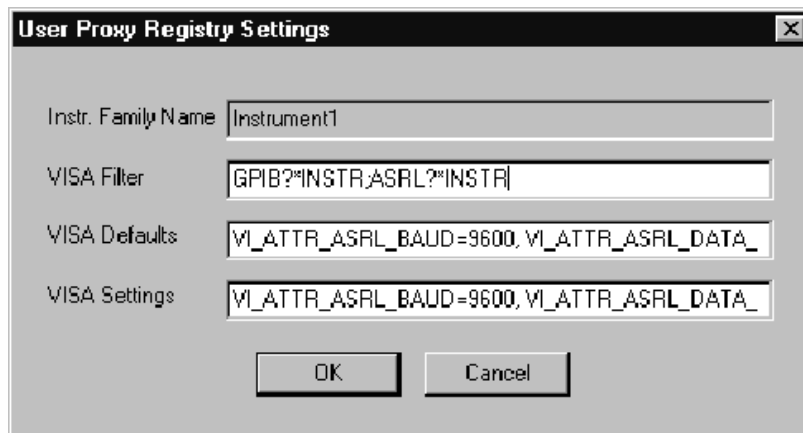 User Proxy Registry Settings
Instr. Family Name Instrument1
VISA Filter GPIB?*INSTR;ASRL?*INSTR
VISA Defaults VI_ATTR_ASRL_BAUD=9600, VI_ATTR_ASRL_DATA_
VISA Settings VI_ATTR_ASRL_BAUD=9600, VI_ATTR_ASRL_DATA_
OK Cancel